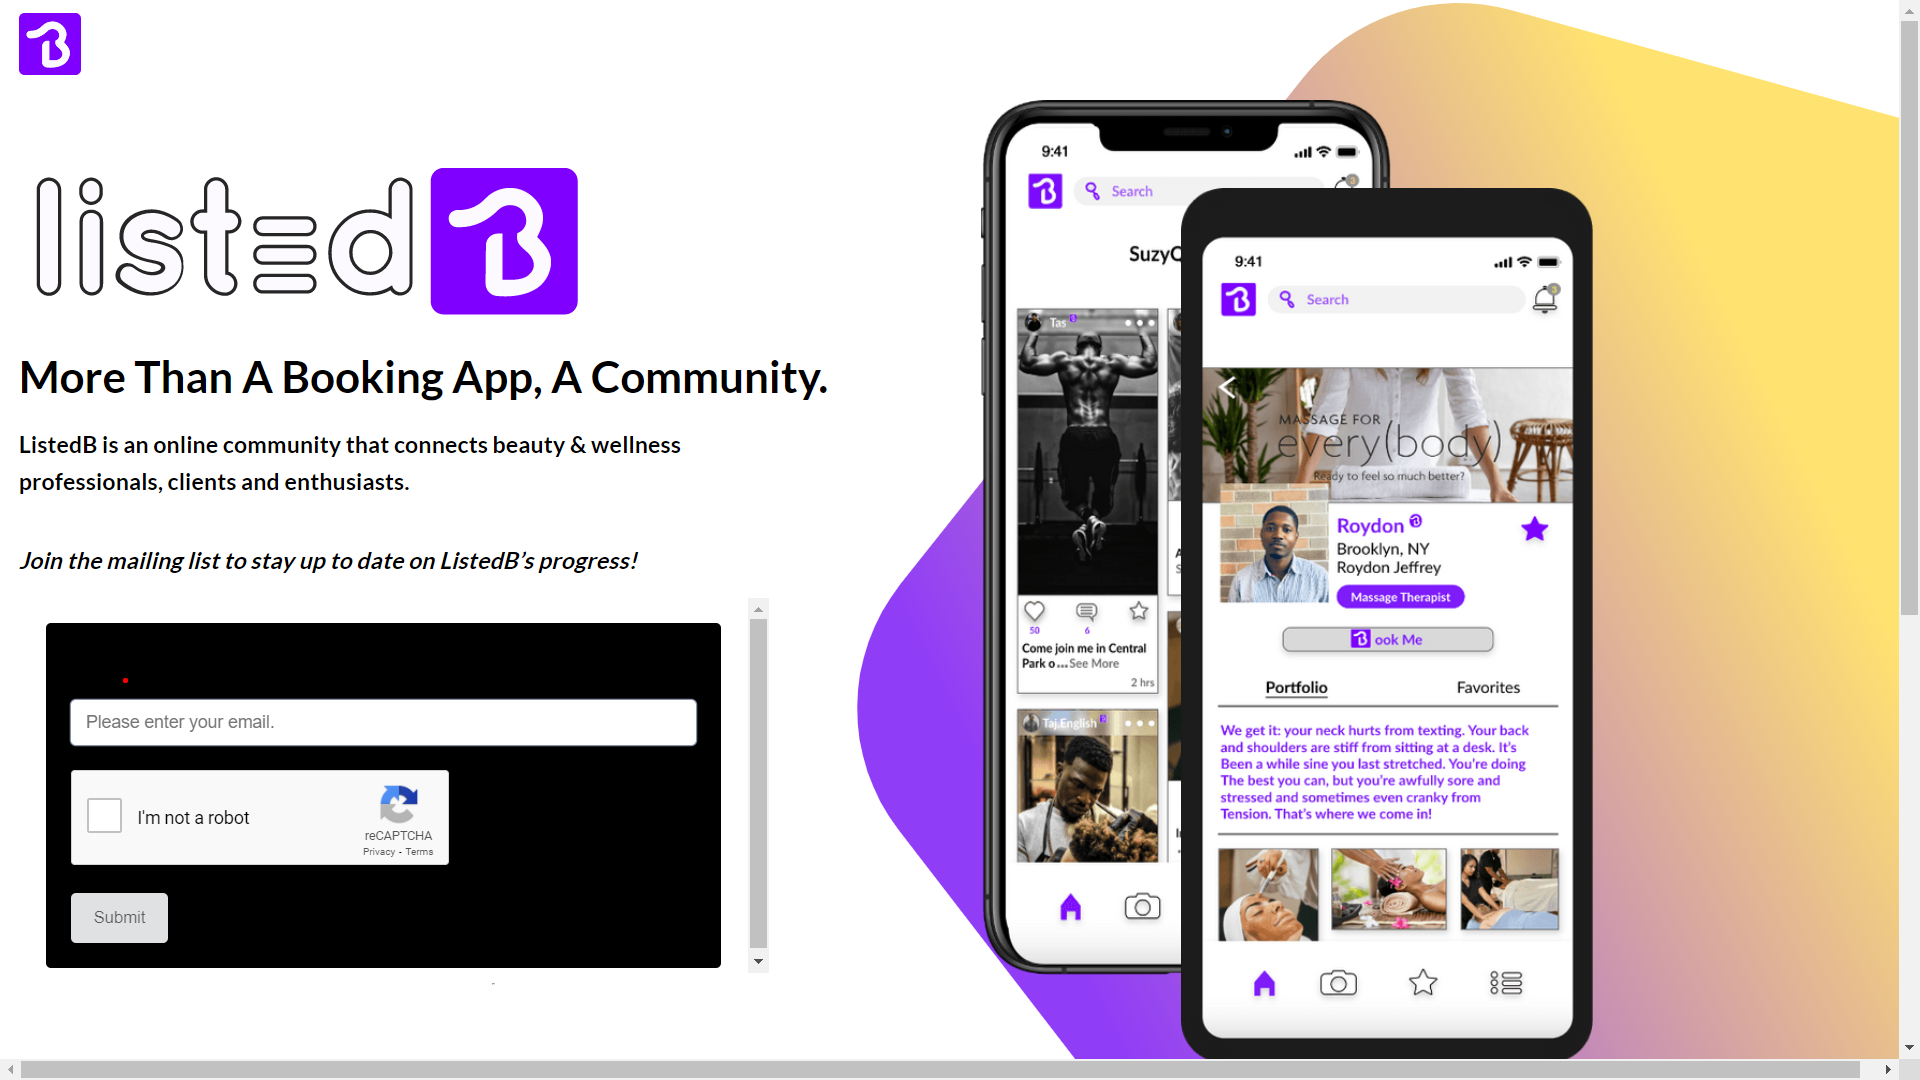 listed B
More Than A Booking App, A Community.
ListedB is an online community that connects beauty & wellness
professionals, clients and enthusiasts.
Join the mailing list to stay up to date on ListedB's progress!
*
Please enter your email.
I'm not a robot
reCAPTCHA
Privacy - Terms
Submit
9:41
Search
3
SuzyQ
Tas
50
6
Come join me in Central
Park o...See More
2 hrs
Taj.English
9:41
Search
3
MASSAGE FOR
every(body)
Ready to feel so much better?
Roydon
Brooklyn, NY
Roydon Jeffrey
Massage Therapist
Book Me
Portfolio
Favorites
We get it: your neck hurts from texting. Your back
and shoulders are stiff from sitting at a desk. It's
Been a while sine you last stretched. You're doing
The best you can, but you're awfully sore and
stressed and sometimes even cranky from
Tension. That's where we come in!